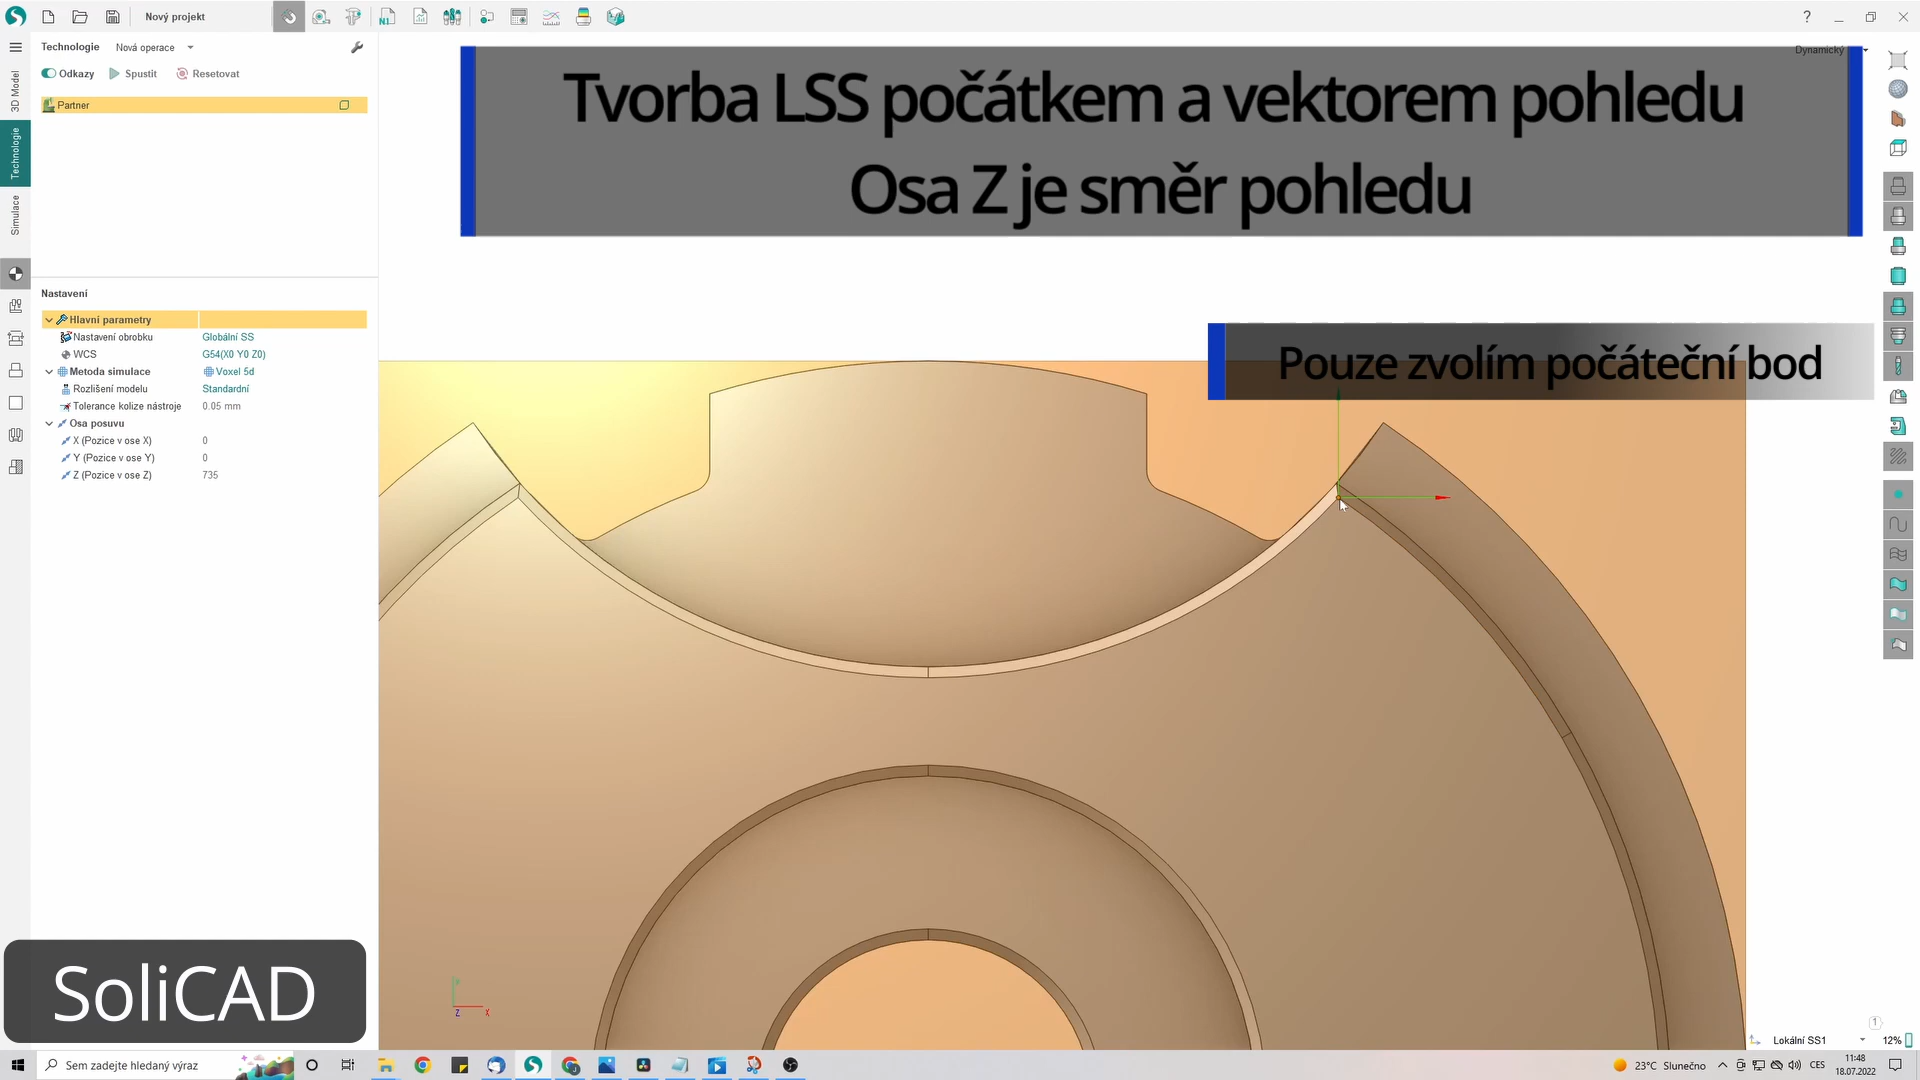 Nový projekt
Technologie
Nová operace
Dynamický
Odkazy
Spustit
Resetovat
Partner
3D Model
Technologie
Simulace
Tvorba LSS počátkem a vektorem pohledu
Osa Z je směr pohledu
Pouze zvolím počáteční bod
Nastavení
Hlavní parametry
Nastavení obrobku Globální SS
WCS G54(X0 Y0 Z0)
Metoda simulace Voxel 5d
Rozlišení modelu Standardní
Tolerance kolize nástroje 0.05 mm
Osa posuvu
X (Pozice v ose X) 0
Y (Pozice v ose Y) 0
Z (Pozice v ose Z) 735
SoliCAD
Z
X
1
Lokální SS1
12%
Sem zadejte hledaný výraz
23°C Slunečno
CES
11:48
18.07.2022